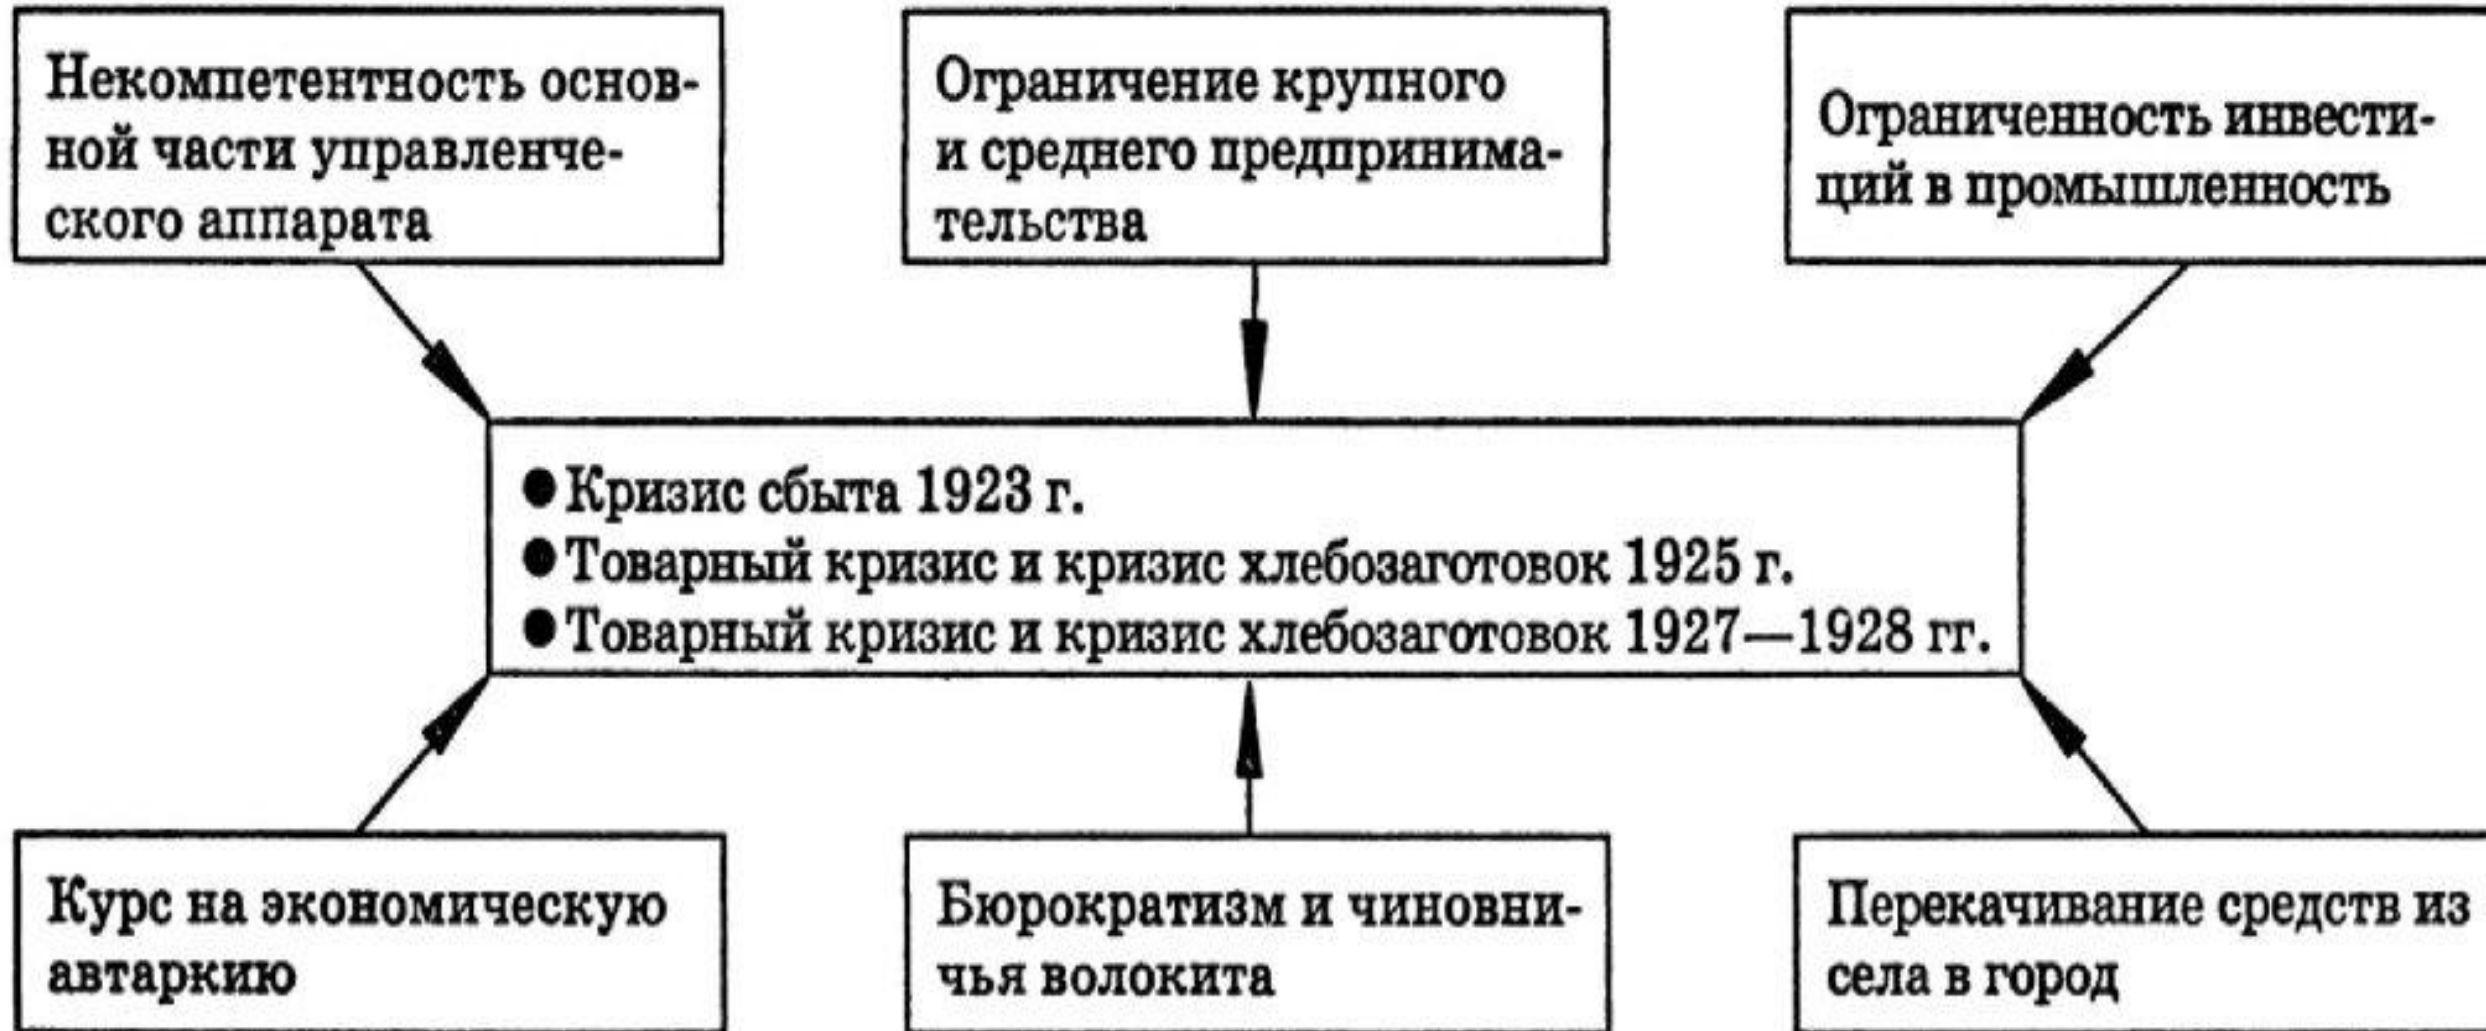 Некомпетентность основ-
ной части управленче-
ского аппарата
Ограничение крупного
и среднего предпринима-
тельства
Ограниченность инвести-
ций в промышленность
● Кризис сбыта 1923 г.
● Товарный кризис и кризис хлебозаготовок 1925 г.
● Товарный кризис и кризис хлебозаготовок 1927—1928 гг.
Курс на экономическую
автаркию
Бюрократизм и чиновни-
чья волокита
Перекачивание средств из
села в город